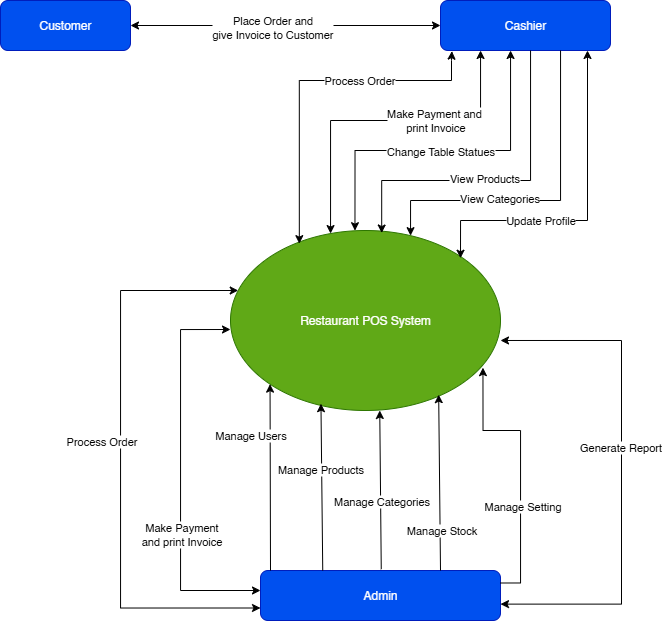 Customer
Place Order and
give Invoice to Customer
Cashier
Process Order
Make Payment and
print Invoice
Change Table Statues
View Products
View Categories
Update Profile
Restaurant POS System
Process Order
Manage Users
Generate Report
Manage Products
Manage Categories
Manage Setting
Make Payment
and print Invoice
Manage Stock
Admin